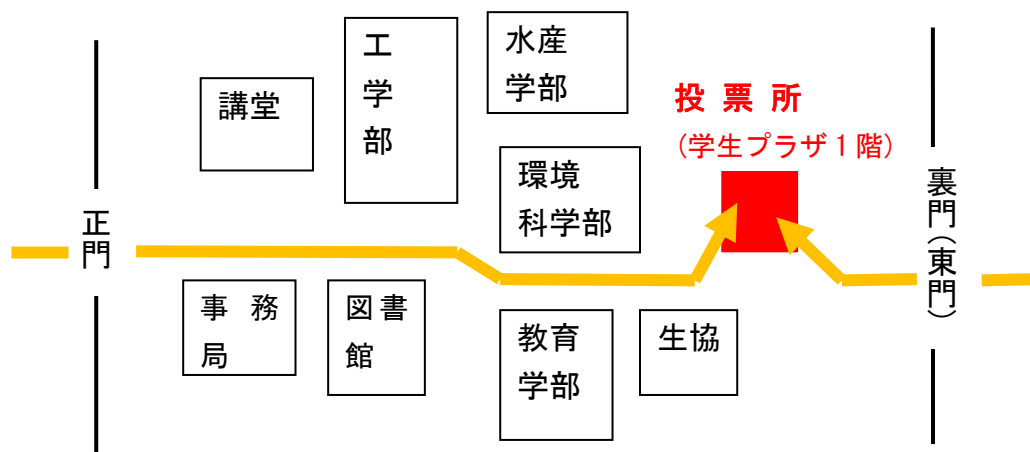 正門
講堂
工
学
部
水産
学部
環境
科学部
投票所
(学生プラザ1階)
裏門(東門)
事務
局
図書
館
教育
学部
生協